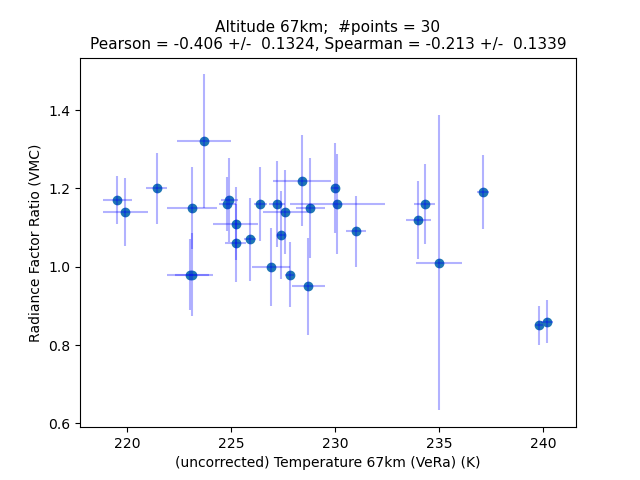 Altitude 67km;  #points = 30
Pearson = -0.406 +/-  0.1324, Spearman = -0.213 +/-  0.1339
1.4
1.2
1.0
0.8
0.6
Radiance Factor Ratio (VMC)
220 225 230 235 240
(uncorrected) Temperature 67km (VeRa) (K)